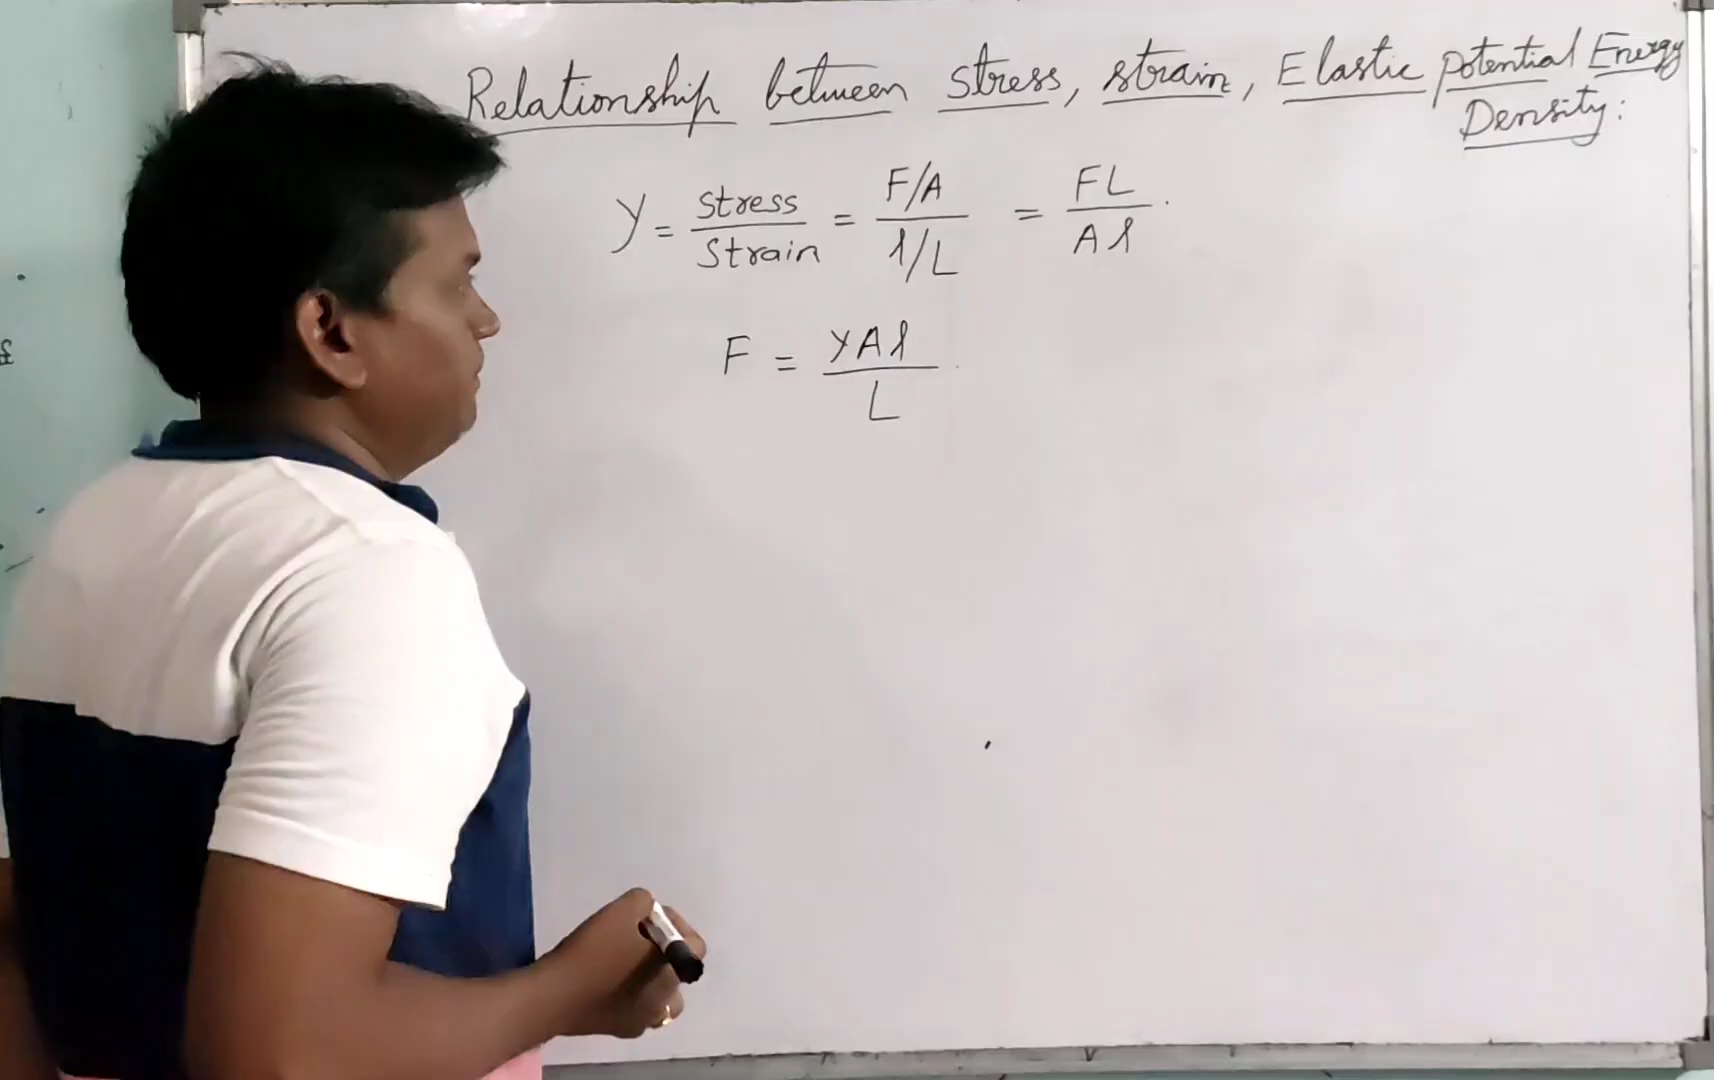 Relationship between stress, strain, Elastic potential Energy
Density:
Y = Stress/Strain = (F/A)/(l/L) = FL/Al
F = YAl/L